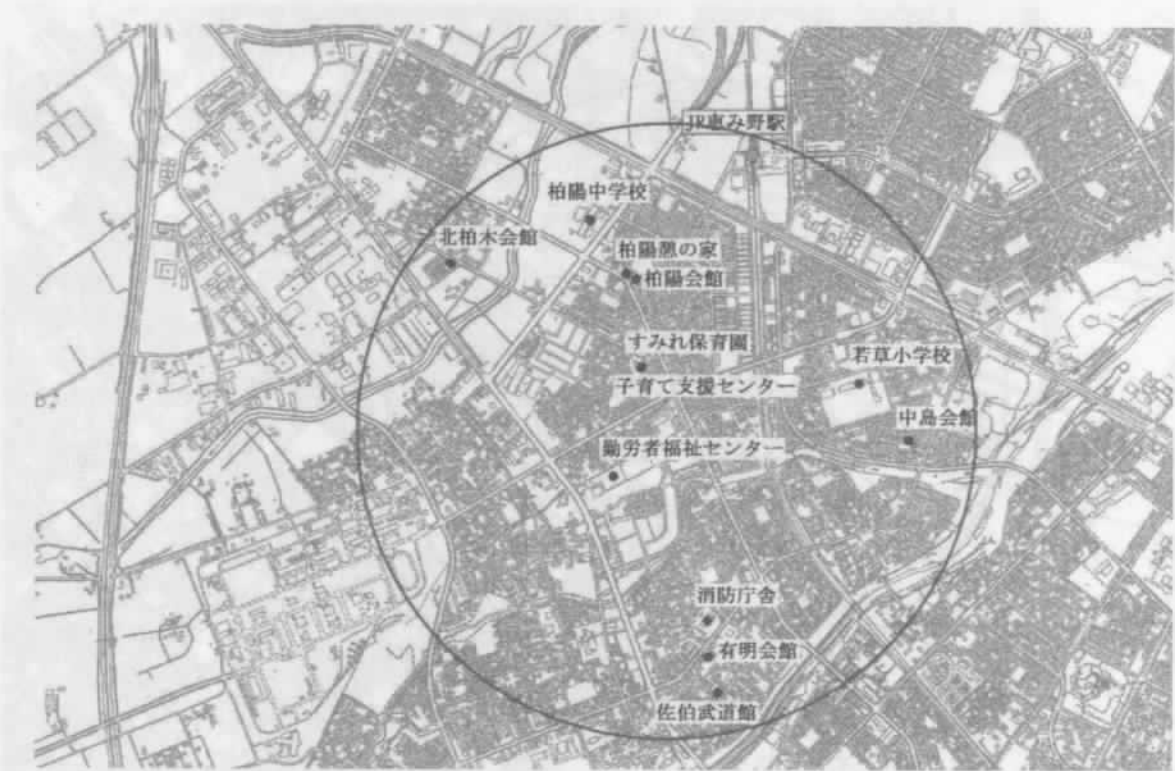 JR恵み野駅
柏陽中学校
北柏木会館
柏陽憩の家
柏陽会館
すみれ保育園
若草小学校
子育て支援センター
中島会館
勤労者福祉センター
消防庁舎
有明会館
佐伯武道館